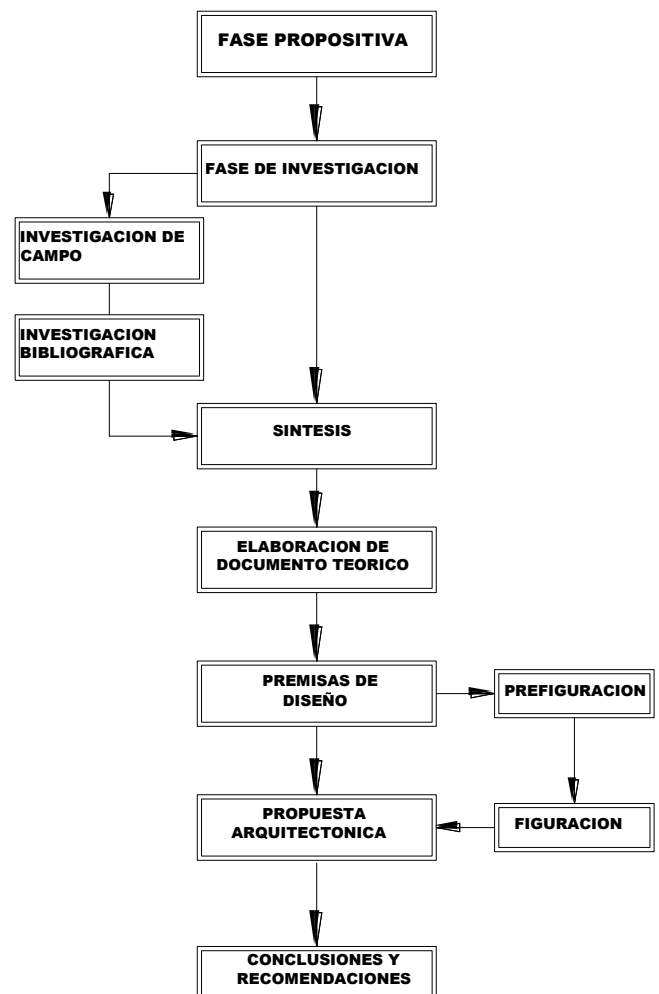 FASE PROPOSITIVA
FASE DE INVESTIGACION
INVESTIGACION DE
CAMPO
INVESTIGACION
BIBLIOGRAFICA
SINTESIS
ELABORACION DE
DOCUMENTO TEORICO
PREMISAS DE
DISEÑO
PREFIGURACION
FIGURACION
PROPUESTA
ARQUITECTONICA
CONCLUSIONES Y
RECOMENDACIONES